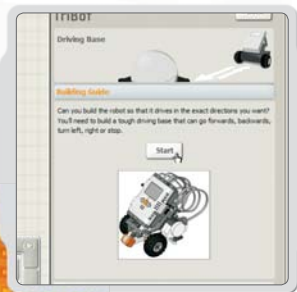 TriBot
Driving Base
Building Guide
Can you build the robot so that it drives in the exact directions you want?
You'll need to build a tough driving base that can go forwards, backwards,
turn left, right or stop.
Start